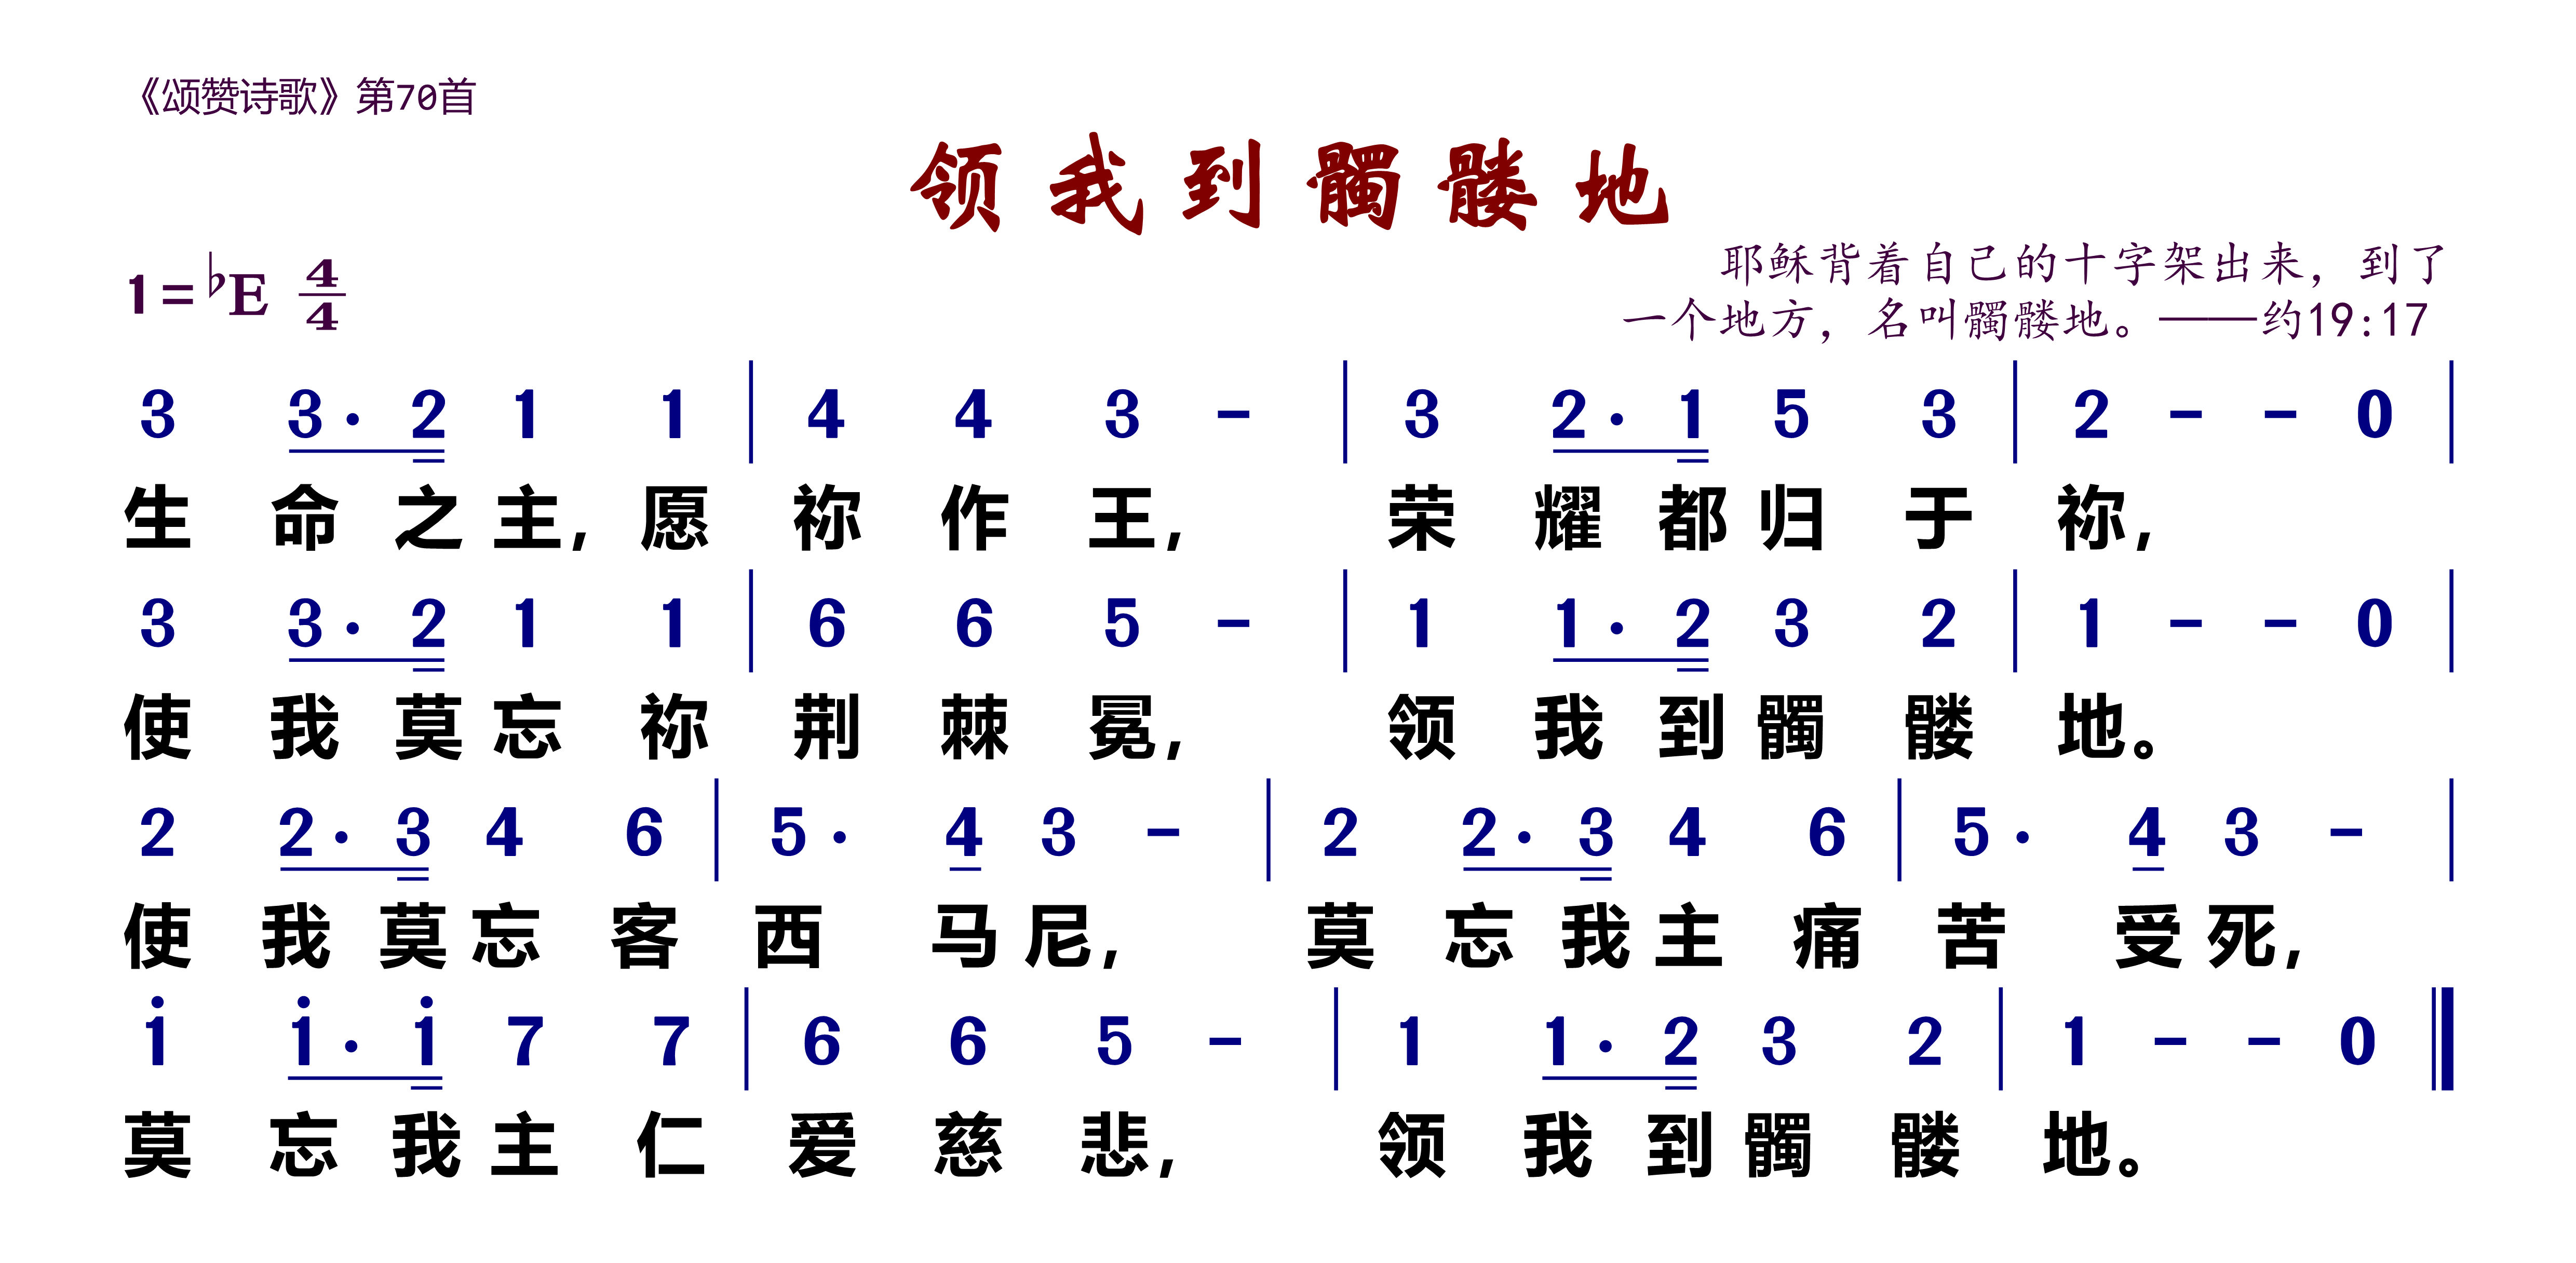 《颂赞诗歌》第70首
领我到髑髅地
1=♭E 4/4
耶稣背着自己的十字架出来，到了
一个地方，名叫髑髅地。——约19:17
3 3· 2 1 1 | 4 4 3 - | 3 2· 1 5 3 | 2 - - 0 |
生命之主，愿祢作王， 荣耀都归于祢，
3 3· 2 1 1 | 6 6 5 - | 1 1· 2 3 2 | 1 - - 0 |
使我莫忘祢荆棘冕， 领我到髑髅地。
2 2· 3 4 6 | 5· 4 3 - | 2 2· 3 4 6 | 5· 4 3 - |
使我莫忘客西马尼， 莫忘我主痛苦受死，
i i· i 7 7 | 6 6 5 - | 1 1· 2 3 2 | 1 - - 0 ‖
莫忘我主仁爱慈悲， 领我到髑髅地。